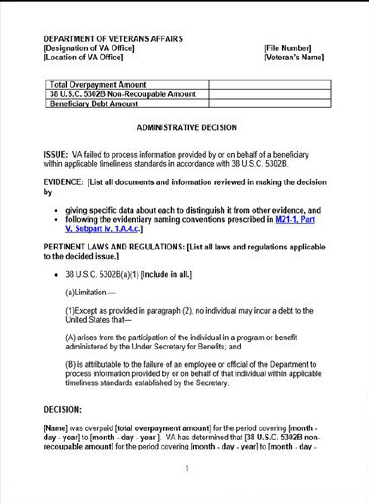 DEPARTMENT OF VETERANS AFFAIRS
[Designation of VA Office] [File Number]
[Location of VA Office] [Veteran's Name]
Total Overpayment Amount
38 U.S.C. 5302B Non-Recoupable Amount
Beneficiary Debt Amount
ADMINISTRATIVE DECISION
ISSUE: VA failed to process information provided by or on behalf of a beneficiary
within applicable timeliness standards in accordance with 38 U.S.C. 5302B.
EVIDENCE: [List all documents and information reviewed in making the decision
by
• giving specific data about each to distinguish it from other evidence, and
• following the evidentiary naming conventions prescribed in M21-1, Part
V, Subpart iv, 1.A.4.c.]
PERTINENT LAWS AND REGULATIONS: [List all laws and regulations applicable
to the decided issue.]
• 38 U.S.C. 5302B(a)(1) [Include in all.]
(a)Limitation.—
(1)Except as provided in paragraph (2), no individual may incur a debt to the
United States that—
(A) arises from the participation of the individual in a program or benefit
administered by the Under Secretary for Benefits; and
(B) is attributable to the failure of an employee or official of the Department to
process information provided by or on behalf of that individual within applicable
timeliness standards established by the Secretary.
DECISION:
[Name] was overpaid [total overpayment amount] for the period covering [month -
day - year] to [month - day - year ]. VA has determined that [38 U.S.C. 5302B non-
recoupable amount] for the period covering [month - day - year] to [month - day -
1